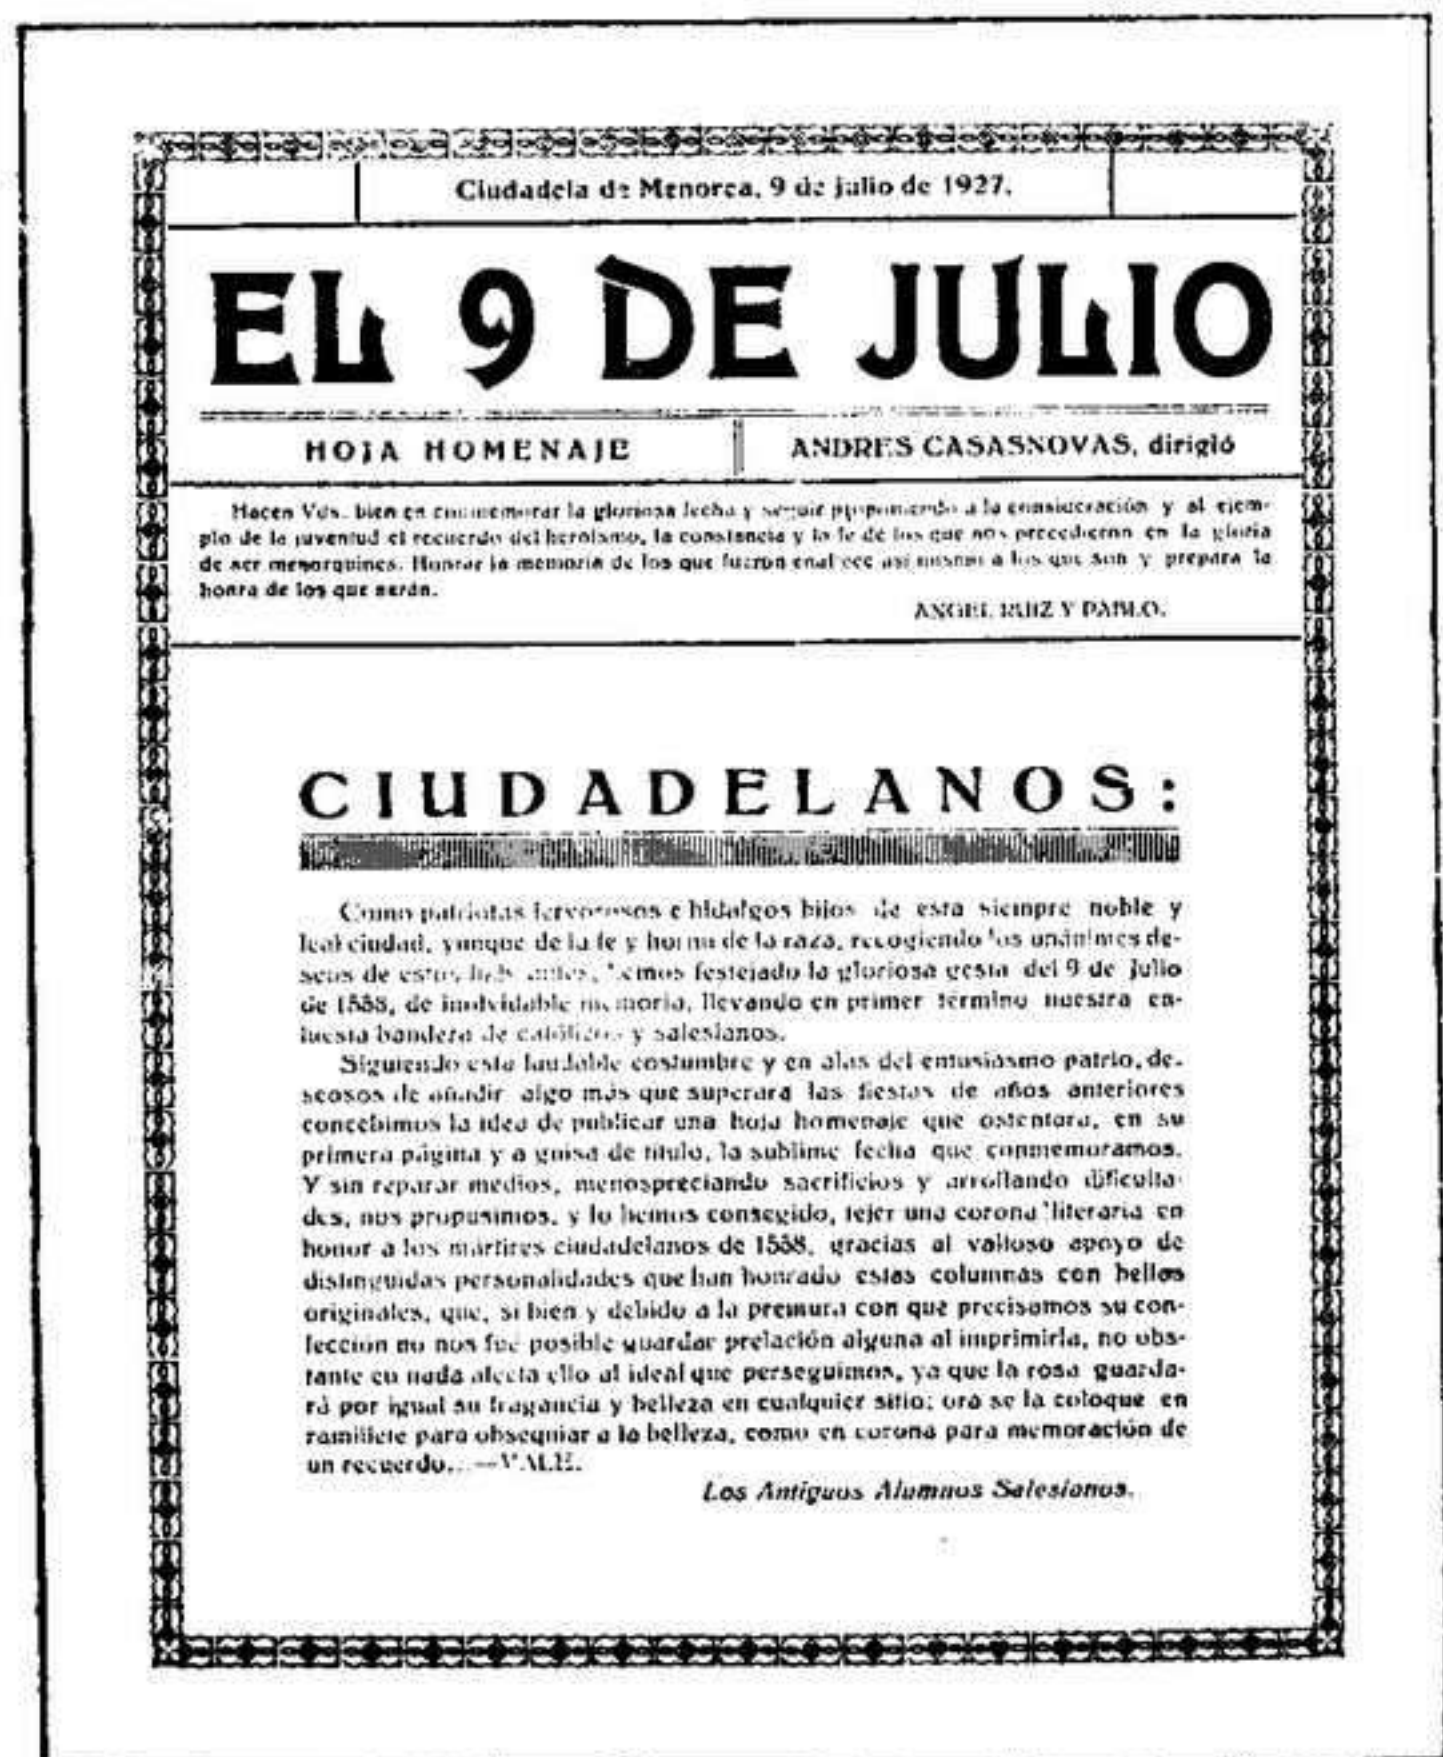 Ciudadela de Menorca, 9 de julio de 1927.
EL 9 DE JULIO
HOJA HOMENAJE
ANDRES CASASNOVAS, dirigió
Hacen Vds. bien en conmemorar la gloriosa fecha y seguir proponiendo a la consideración y al ejem-
plo de la juventud el recuerdo del heroísmo, la constancia y la fe de los que nos precedieron en la gloria
de ser menorquines. Honrar la memoria de los que fueron enaltece así mismo a los que son y prepara la
honra de los que serán.
ANGEL RUIZ Y PABLO.
CIUDADELANOS:
Como patriotas fervorosos e hidalgos hijos de esta siempre noble y
leal ciudad, yunque de la fe y horno de la raza, recogiendo los unánimes de-
seos de estos habitantes, hemos festejado la gloriosa gesta del 9 de Julio
de 1558, de inolvidable memoria, llevando en primer término nuestra en-
hiesta bandera de católicos y salesianos.
Siguiendo esta laudable costumbre y en alas del entusiasmo patrio, de-
seosos de añadir algo más que superara las fiestas de años anteriores
concebimos la idea de publicar una hoja homenaje que ostentara, en su
primera página y a guisa de título, la sublime fecha que conmemoramos.
Y sin reparar medios, menospreciando sacrificios y arrollando dificulta-
des, nos propusimos, y lo hemos consegido, tejer una corona literaria en
honor a los mártires ciudadelanos de 1558, gracias al valioso apoyo de
distinguidas personalidades que han honrado estas columnas con bellos
originales, que, si bien y debido a la premura con que precisamos su con-
fección no nos fue posible guardar prelación alguna al imprimirla, no obs-
tante en nada afecta ello al ideal que perseguimos, ya que la rosa guarda-
rá por igual su fragancia y belleza en cualquier sitio; ora se la coloque en
ramillete para obsequiar a la belleza, como en corona para memoración de
un recuerdo...—VALE.
Los Antiguos Alumnos Salesianos.